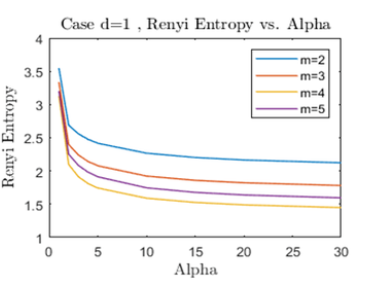 Case d=1 , Renyi Entropy vs. Alpha
4
3.5
3
2.5
2
1.5
1
Renyi Entropy
m=2
m=3
m=4
m=5
0 5 10 15 20 25 30
Alpha